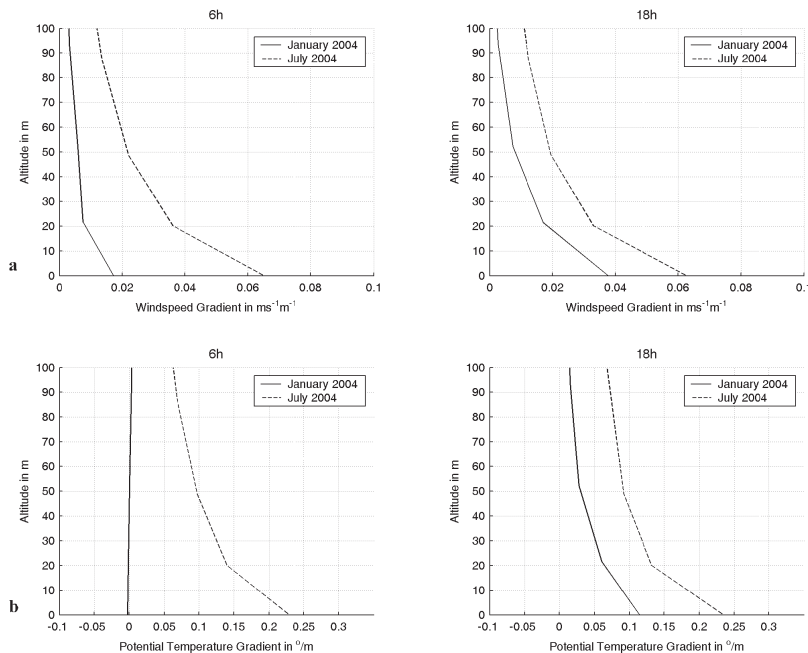 6h
January 2004
July 2004
100
90
80
70
60
50
40
30
20
10
0
Altitude in m
0 0.02 0.04 0.06 0.08 0.1
Windspeed Gradient in ms⁻¹m⁻¹
a
18h
January 2004
July 2004
100
90
80
70
60
50
40
30
20
10
0
Altitude in m
0 0.02 0.04 0.06 0.08 0.1
Windspeed Gradient in ms⁻¹m⁻¹
6h
January 2004
July 2004
100
90
80
70
60
50
40
30
20
10
0
Altitude in m
-0.1 -0.05 0 0.05 0.1 0.15 0.2 0.25 0.3
Potential Temperature Gradient in °/m
b
18h
January 2004
July 2004
100
90
80
70
60
50
40
30
20
10
0
Altitude in m
-0.1 -0.05 0 0.05 0.1 0.15 0.2 0.25 0.3
Potential Temperature Gradient in °/m